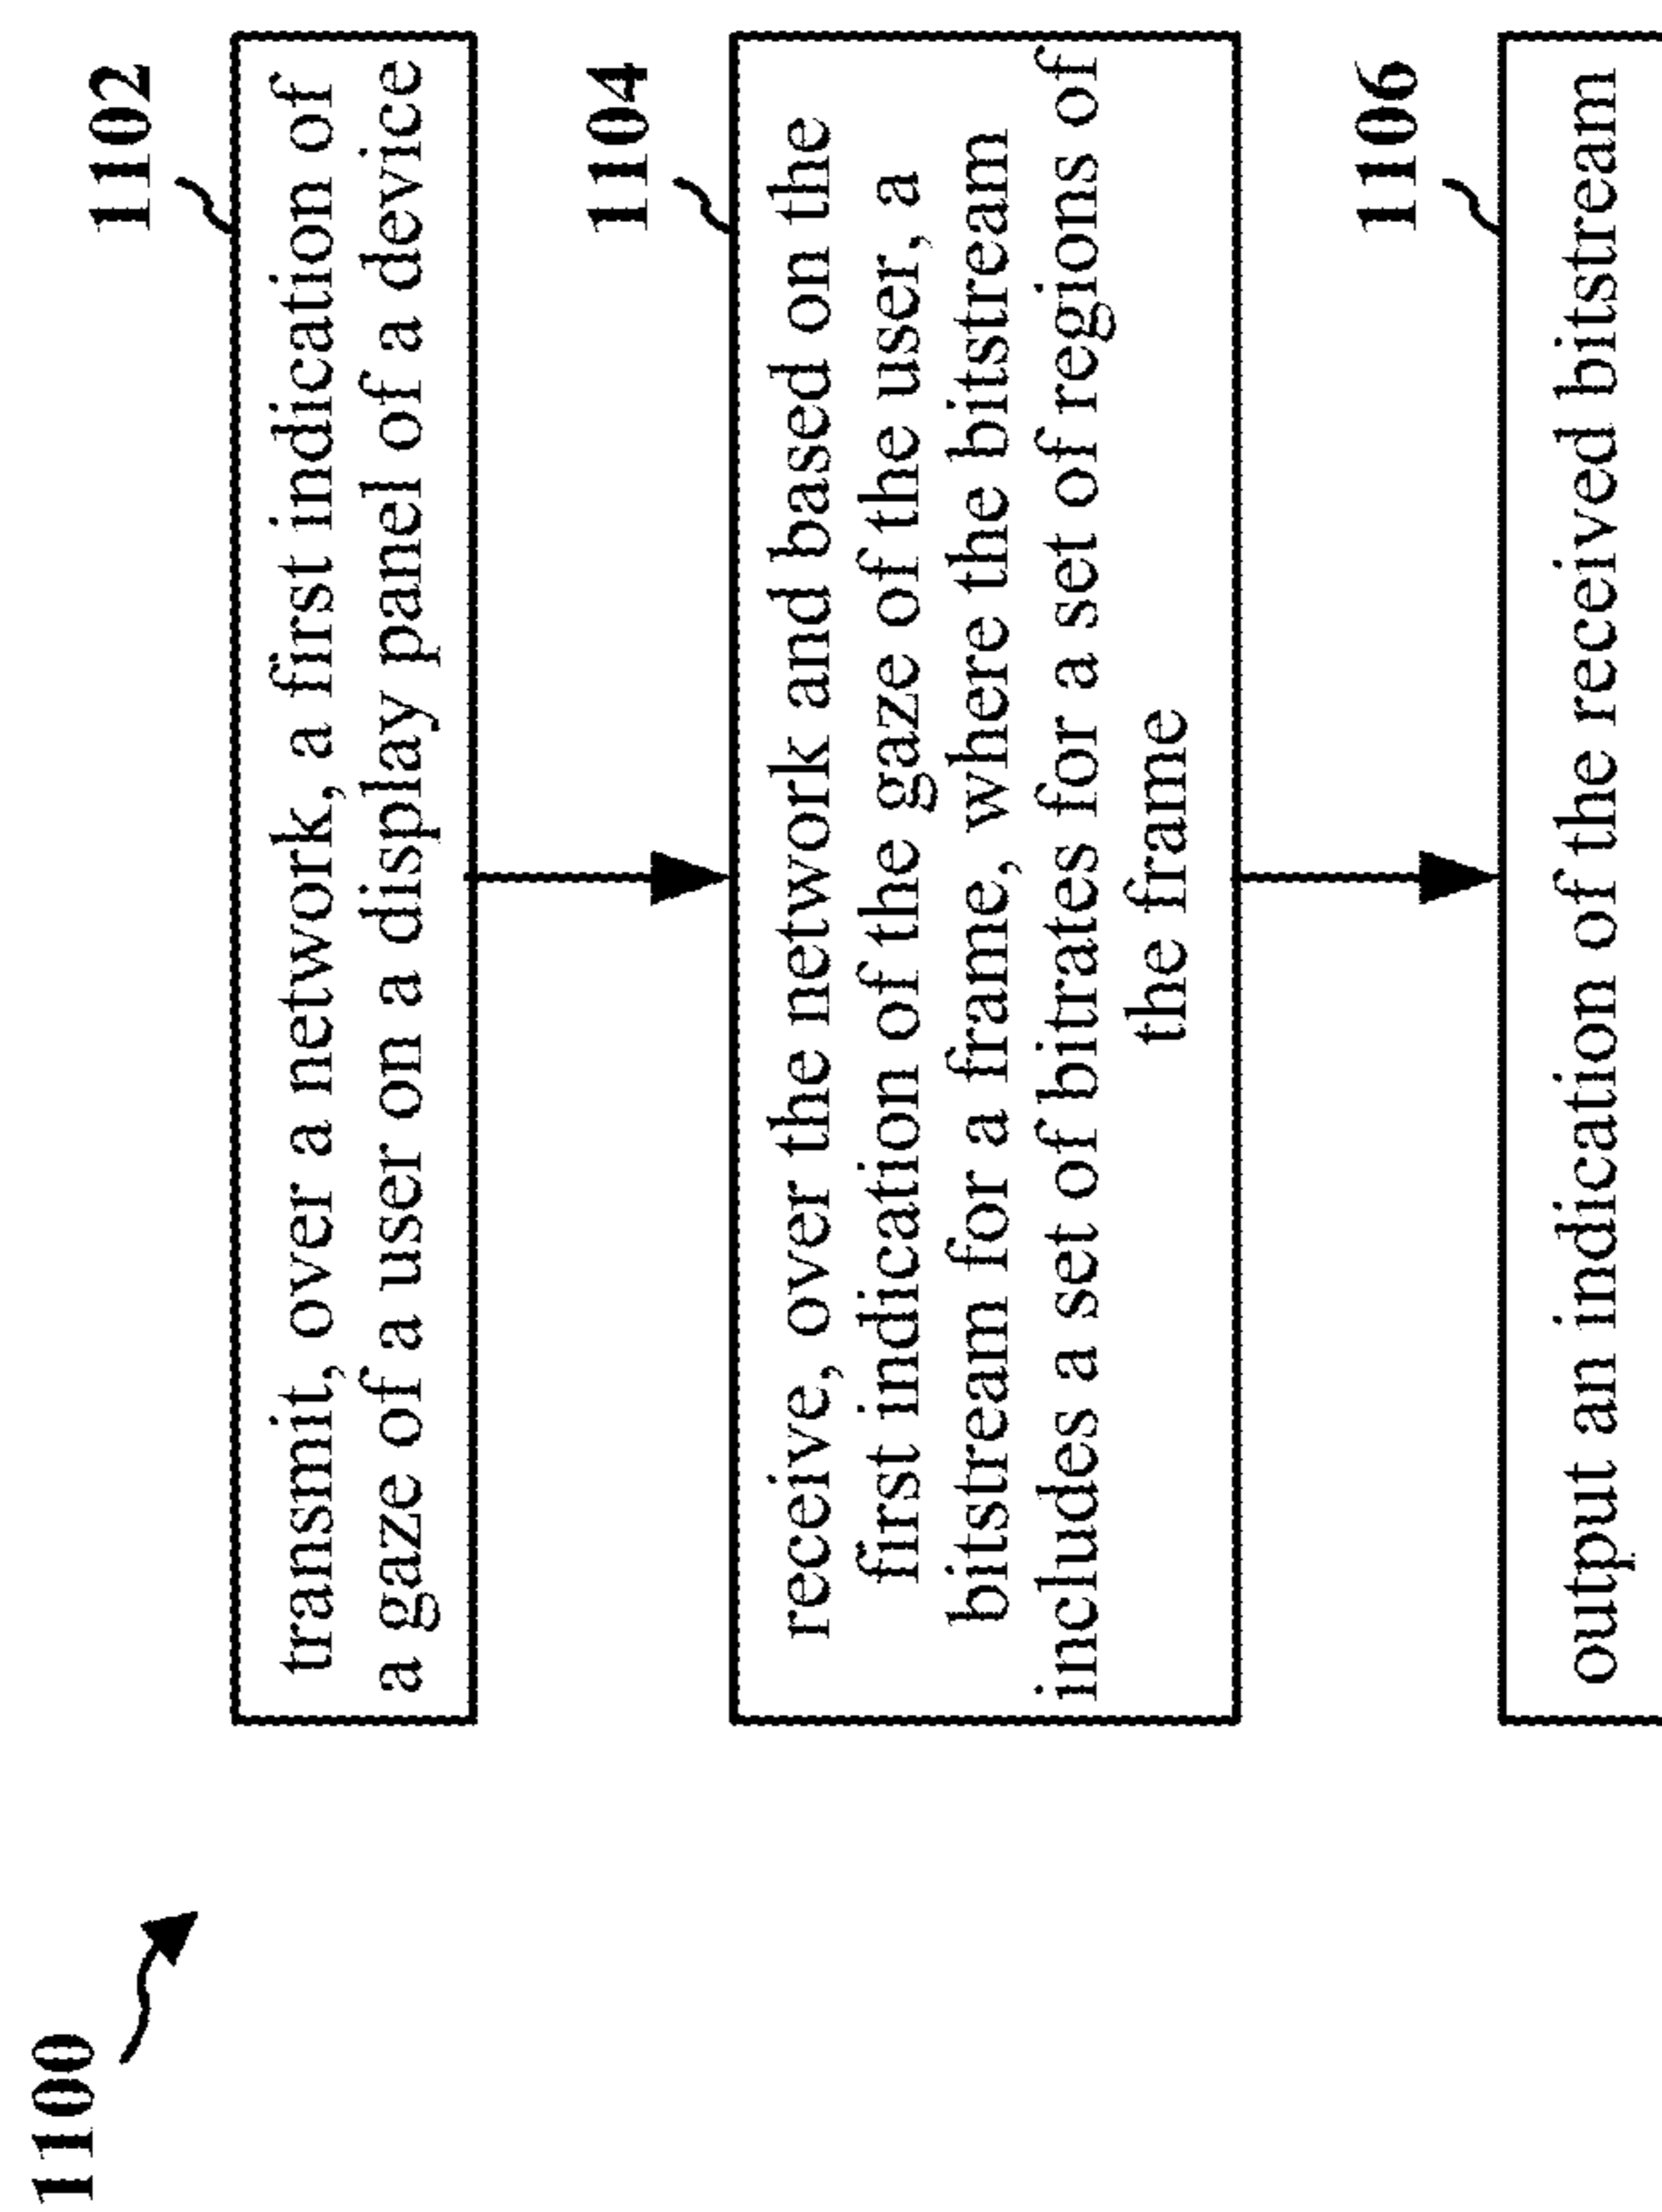 1100
1102
transmit, over a network, a first indication of
a gaze of a user on a display panel of a device
1104
receive, over the network and based on the
first indication of the gaze of the user, a
bitstream for a frame, where the bitstream
includes a set of bitrates for a set of regions of
the frame
1106
output an indication of the received bitstream